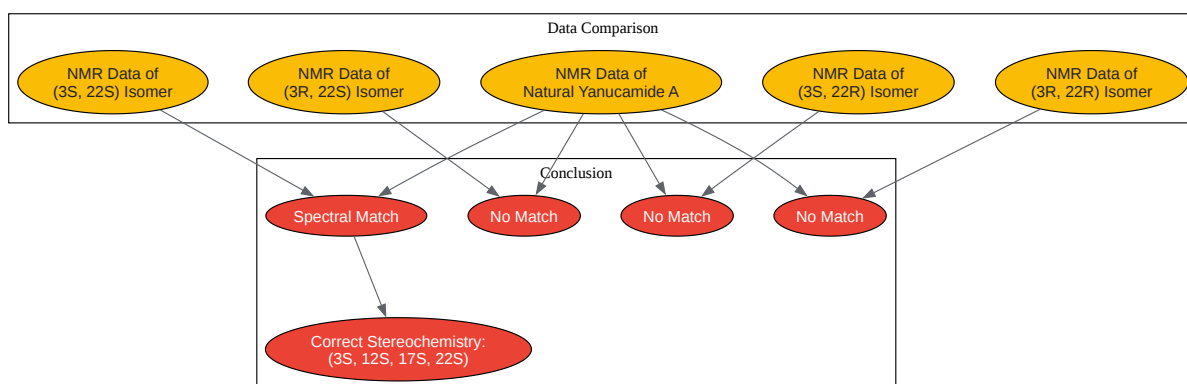 Data Comparison
NMR Data of
(3S, 22S) Isomer
NMR Data of
(3R, 22S) Isomer
NMR Data of
Natural Yanucamide A
NMR Data of
(3S, 22R) Isomer
NMR Data of
(3R, 22R) Isomer
Conclusion
Spectral Match
No Match
No Match
No Match
Correct Stereochemistry:
(3S, 12S, 17S, 22S)